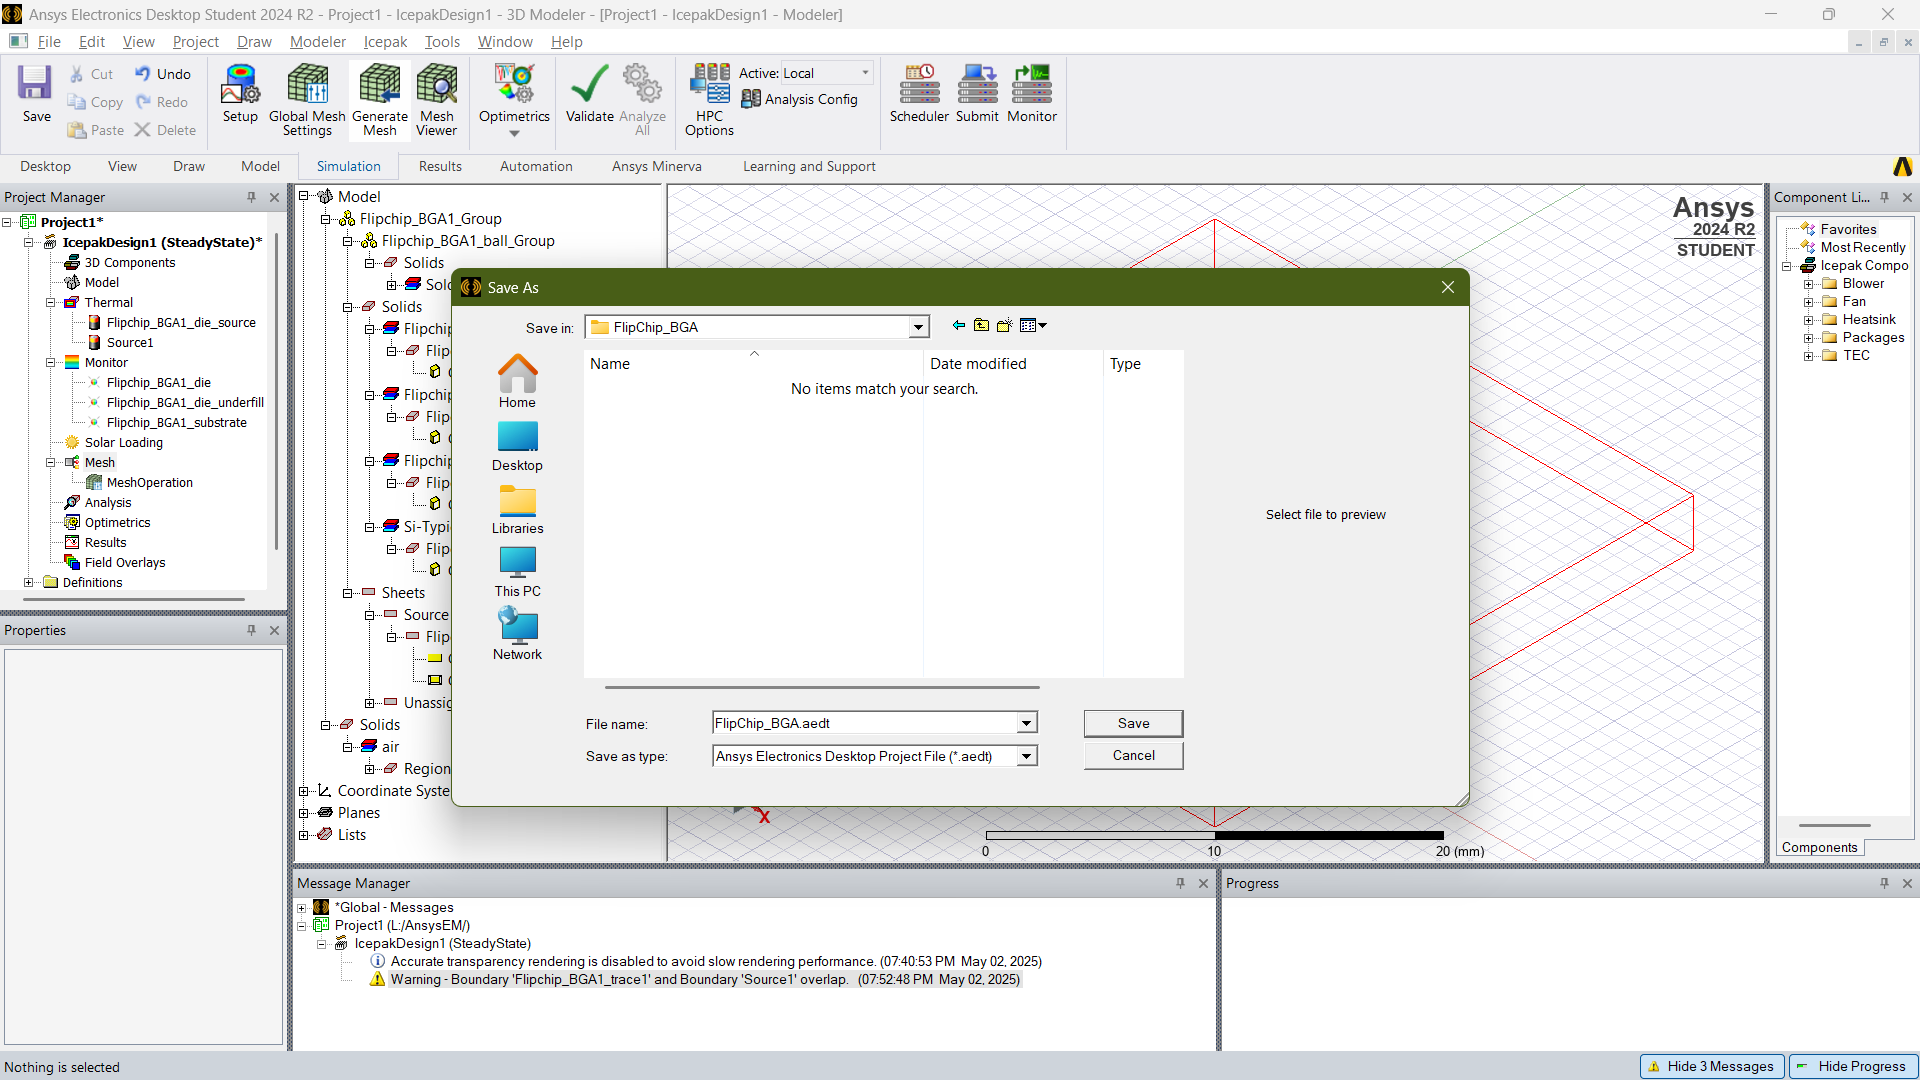 Ansys Electronics Desktop Student 2024 R2 - Project1 - IcepakDesign1 - 3D Modeler - [Project1 - IcepakDesign1 - Modeler]
File Edit View Project Draw Modeler Icepak Tools Window Help
Save
Cut
Copy
Paste
Undo
Redo
Delete
Setup
Global Mesh Settings
Generate Mesh
Mesh Viewer
Optimetrics
Validate
Analyze All
HPC Options
Active: Local
Analysis Config
Scheduler
Submit
Monitor
Desktop View Draw Model Simulation Results Automation Ansys Minerva Learning and Support
Project Manager
Project1*
IcepakDesign1 (SteadyState)*
3D Components
Model
Thermal
Flipchip_BGA1_die_source
Source1
Monitor
Flipchip_BGA1_die
Flipchip_BGA1_die_underfill
Flipchip_BGA1_substrate
Solar Loading
Mesh
MeshOperation
Analysis
Optimetrics
Results
Field Overlays
Definitions
Properties
Model
Flipchip_BGA1_Group
Flipchip_BGA1_ball_Group
Solids
Solc
Solids
Flipchip
Flip
Flipchip
Flip
Flipchip
Flip
Si-Typi
Flip
Sheets
Source
Flip
Unassig
Solids
air
Region
Coordinate Syste
Planes
Lists
Save As
Save in: FlipChip_BGA
Home
Desktop
Libraries
This PC
Network
Name Date modified Type
No items match your search.
Select file to preview
File name: FlipChip_BGA.aedt
Save
Save as type: Ansys Electronics Desktop Project File (*.aedt)
Cancel
Ansys
2024 R2
STUDENT
X
0 10 20 (mm)
Component Li...
Favorites
Most Recently
Icepak Compo
Blower
Fan
Heatsink
Packages
TEC
Components
Message Manager
*Global - Messages
Project1 (L:/AnsysEM/)
IcepakDesign1 (SteadyState)
Accurate transparency rendering is disabled to avoid slow rendering performance. (07:40:53 PM May 02, 2025)
Warning - Boundary 'Flipchip_BGA1_trace1' and Boundary 'Source1' overlap. (07:52:48 PM May 02, 2025)
Progress
Nothing is selected
Hide 3 Messages
Hide Progress